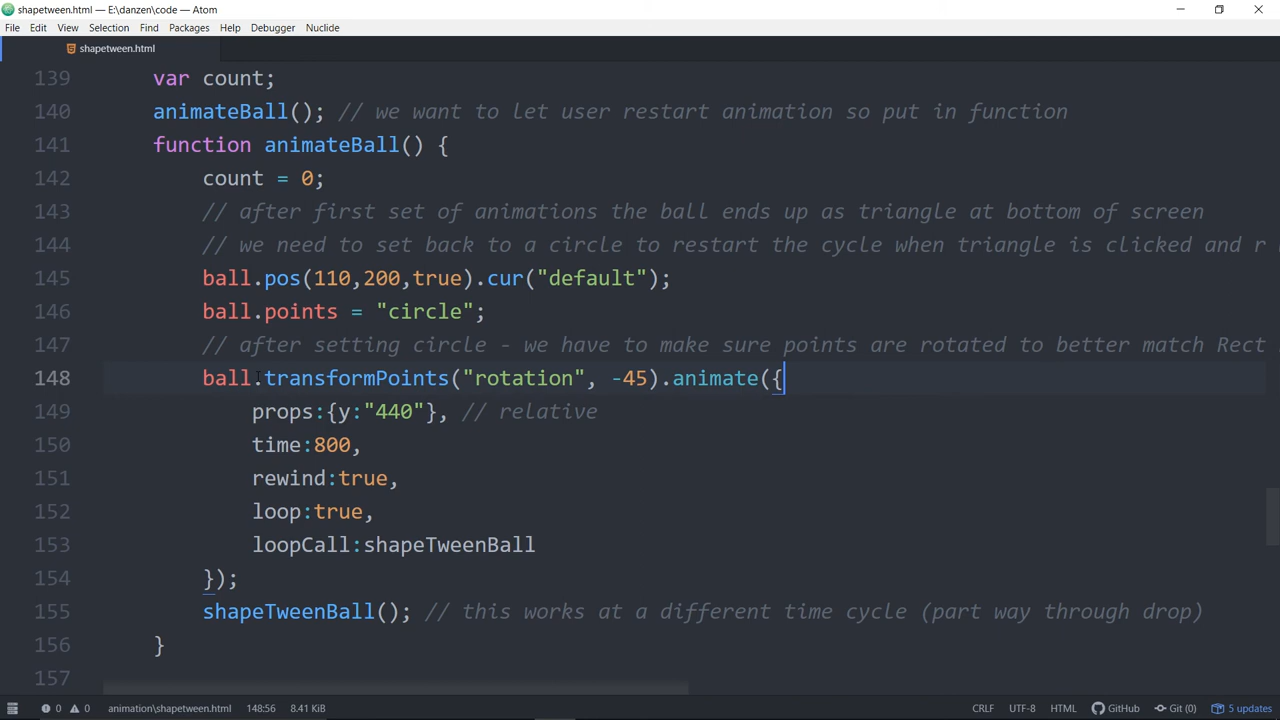 shapetween.html — E:\danzen\code — Atom
File Edit View Selection Find Packages Help Debugger Nuclide
shapetween.html
139 var count;
140 animateBall(); // we want to let user restart animation so put in function
141 function animateBall() {
142 count = 0;
143 // after first set of animations the ball ends up as triangle at bottom of screen
144 // we need to set back to a circle to restart the cycle when triangle is clicked and r
145 ball.pos(110,200,true).cur("default");
146 ball.points = "circle";
147 // after setting circle - we have to make sure points are rotated to better match Rect
148 ball.transformPoints("rotation", -45).animate({
149 props:{y:"440"}, // relative
150 time:800,
151 rewind:true,
152 loop:true,
153 loopCall:shapeTweenBall
154 });
155 shapeTweenBall(); // this works at a different time cycle (part way through drop)
156 }
157
0 0 animation\shapetween.html 148:56 8.41 KiB CRLF UTF-8 HTML GitHub Git (0) 5 updates